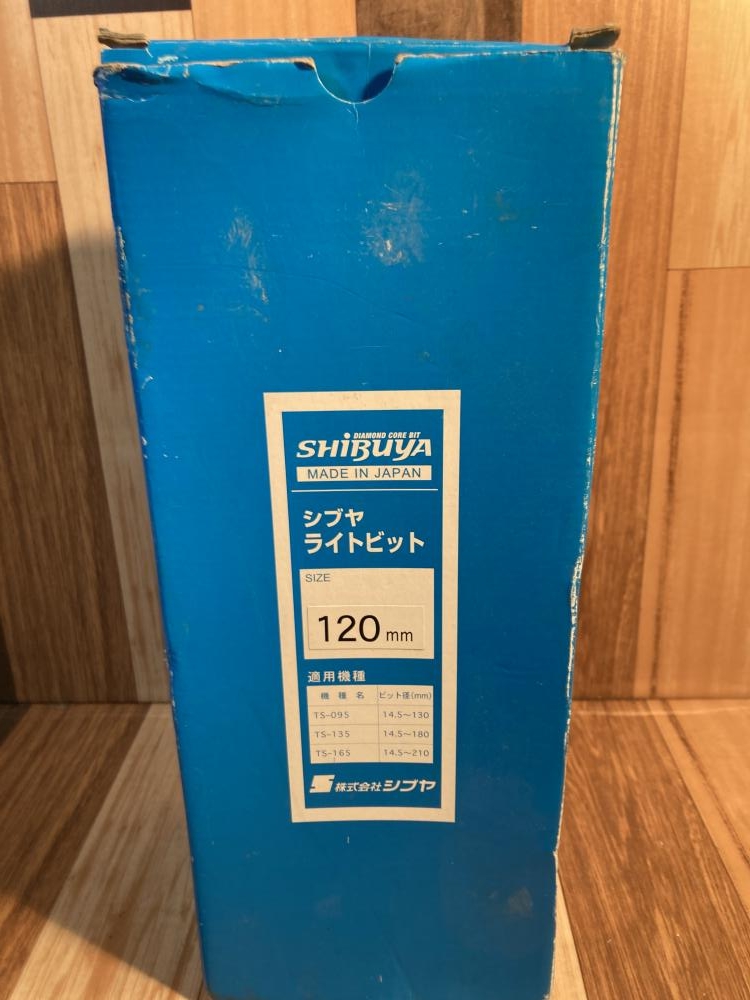 DIAMOND CORE BIT
SHIBUYA
MADE IN JAPAN
シブヤ
ライトビット
SIZE
120 mm
適用機種
機 種 名 ビット径(mm)
TS-095 14.5～130
TS-135 14.5～180
TS-165 14.5～210
株式会社シブヤ